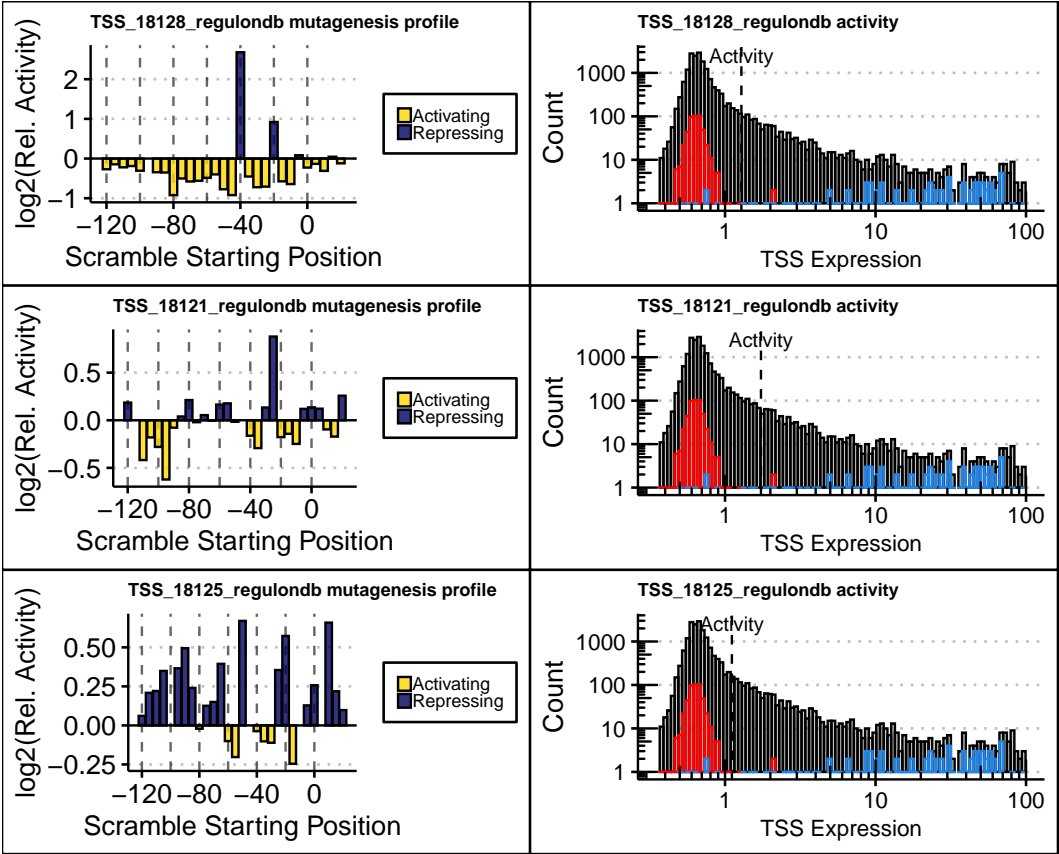 TSS_18128_regulondb mutagenesis profile
log2(Rel. Activity)
2
1
0
−1
−120 −80 −40 0
Scramble Starting Position
Activating
Repressing
TSS_18128_regulondb activity
Activity
Count
1000
100
10
1
1 10 100
TSS Expression
TSS_18121_regulondb mutagenesis profile
log2(Rel. Activity)
0.5
0.0
−0.5
−120 −80 −40 0
Scramble Starting Position
Activating
Repressing
TSS_18121_regulondb activity
Activity
Count
1000
100
10
1
1 10 100
TSS Expression
TSS_18125_regulondb mutagenesis profile
log2(Rel. Activity)
0.50
0.25
0.00
−0.25
−120 −80 −40 0
Scramble Starting Position
Activating
Repressing
TSS_18125_regulondb activity
Activity
Count
1000
100
10
1
1 10 100
TSS Expression